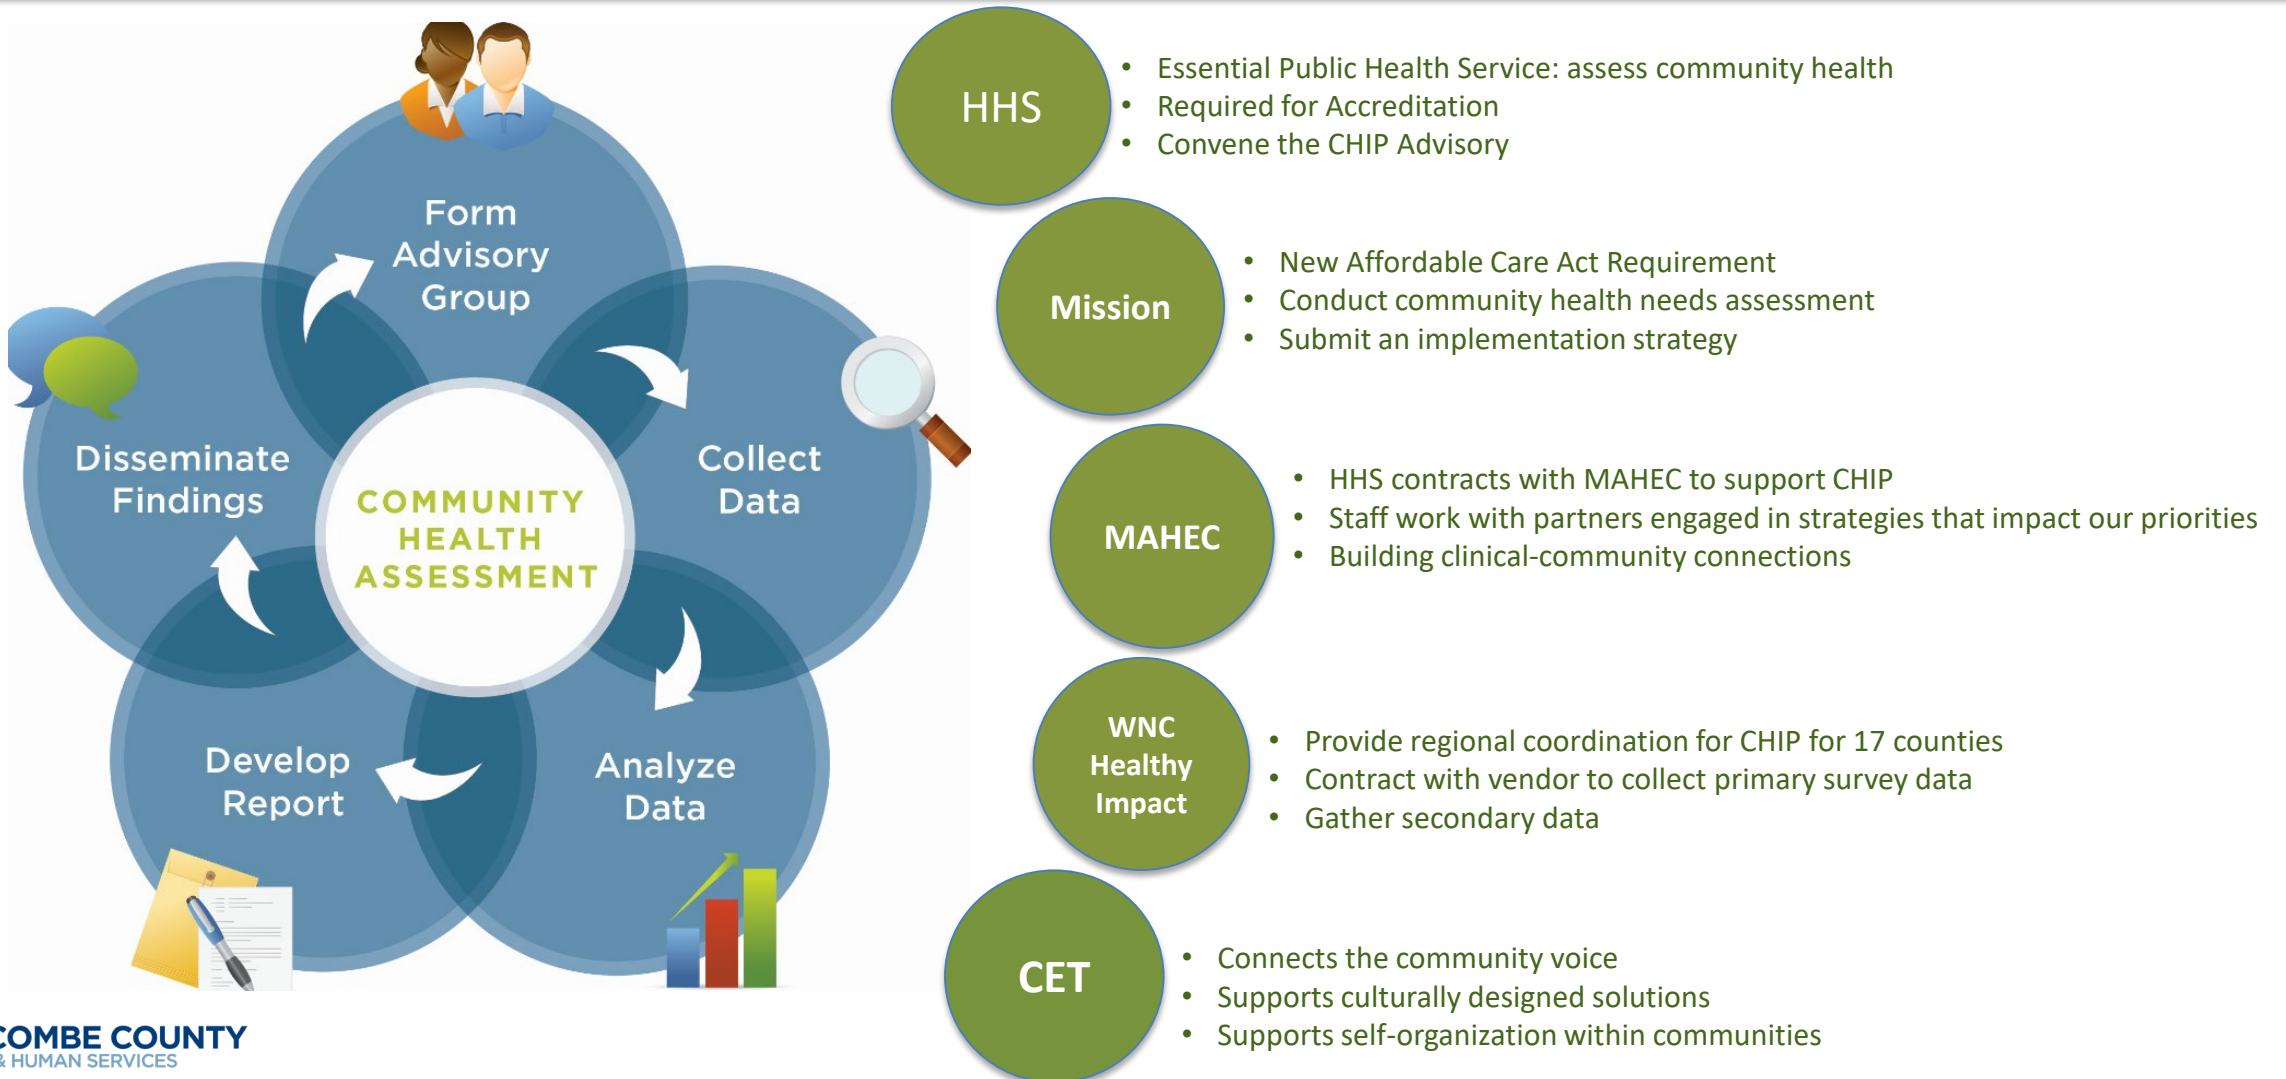 Form
Advisory
Group
Collect
Data
Analyze
Data
Develop
Report
Disseminate
Findings
COMMUNITY
HEALTH
ASSESSMENT
HHS
• Essential Public Health Service: assess community health
• Required for Accreditation
• Convene the CHIP Advisory
Mission
• New Affordable Care Act Requirement
• Conduct community health needs assessment
• Submit an implementation strategy
MAHEC
• HHS contracts with MAHEC to support CHIP
• Staff work with partners engaged in strategies that impact our priorities
• Building clinical-community connections
WNC
Healthy
Impact
• Provide regional coordination for CHIP for 17 counties
• Contract with vendor to collect primary survey data
• Gather secondary data
CET
• Connects the community voice
• Supports culturally designed solutions
• Supports self-organization within communities
COMBE COUNTY
& HUMAN SERVICES